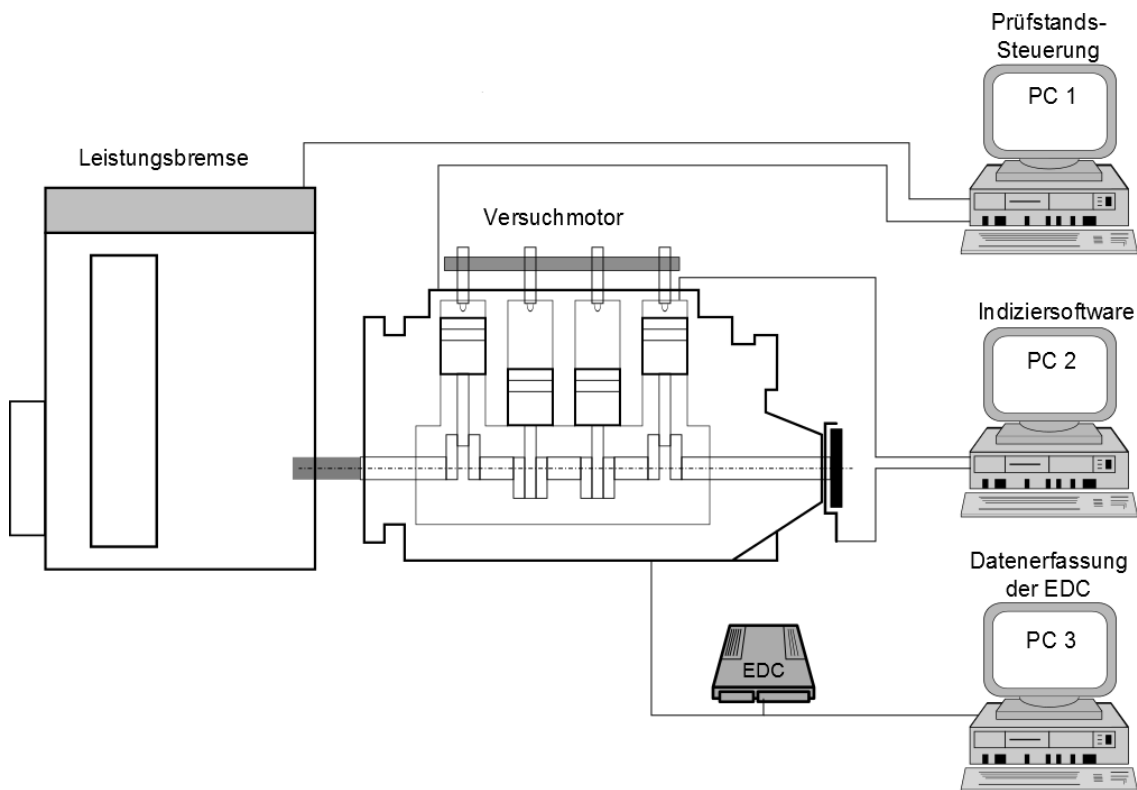 Prüfstands-
Steuerung
PC 1
Leistungsbremse
Versuchmotor
Indiziersoftware
PC 2
Datenerfassung
der EDC
PC 3
EDC